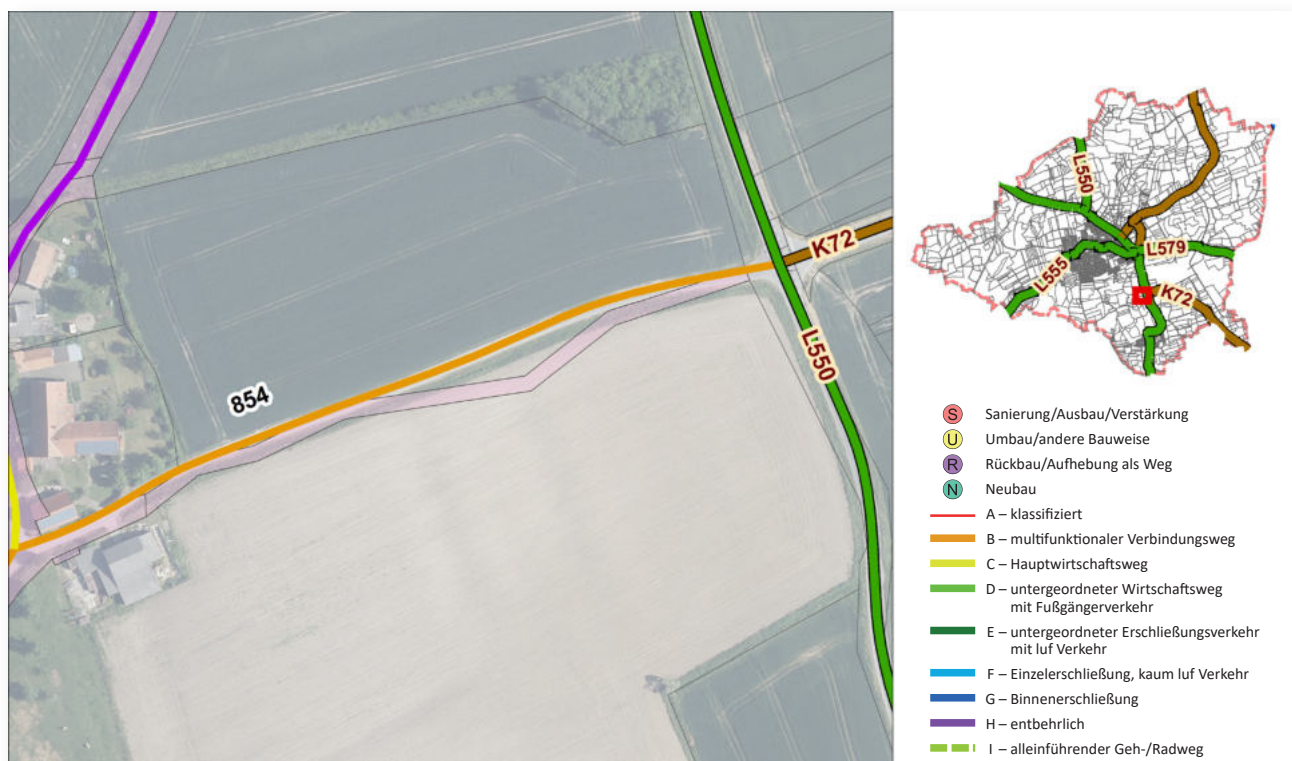 K72
L550
854
L550
L579
L555
K72
S Sanierung/Ausbau/Verstärkung
U Umbau/andere Bauweise
R Rückbau/Aufhebung als Weg
N Neubau
A – klassifiziert
B – multifunktionaler Verbindungsweg
C – Hauptwirtschaftsweg
D – untergeordneter Wirtschaftsweg
mit Fußgängerverkehr
E – untergeordneter Erschließungsverkehr
mit luf Verkehr
F – Einzelerschließung, kaum luf Verkehr
G – Binnenerschließung
H – entbehrlich
I – alleinführender Geh-/Radweg